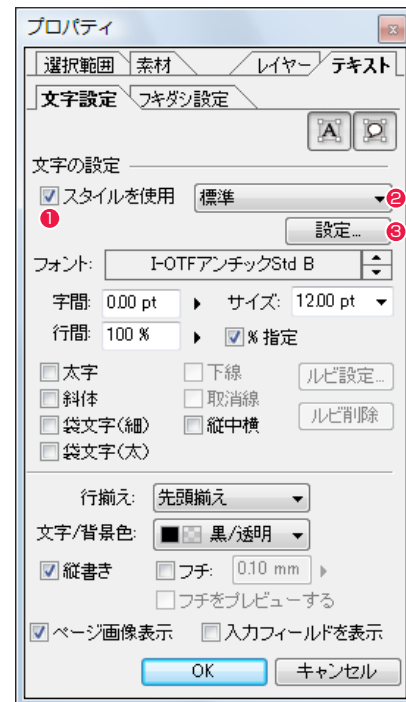 プロパティ
選択範囲 素材 レイヤー テキスト
文字設定 フキダシ設定
A
文字の設定
スタイルを使用 標準 ❷
❶
設定... ❸
フォント: I-OTFアンチックStd B
字間: 0.00 pt サイズ: 12.00 pt
行間: 100 % %指定
太字 下線 ルビ設定...
斜体 取消線
袋文字(細) 縦中横 ルビ削除
袋文字(太)
行揃え: 先頭揃え
文字/背景色: 黒/透明
縦書き フチ: 0.10 mm
フチをプレビューする
ページ画像表示 入力フィールドを表示
OK キャンセル